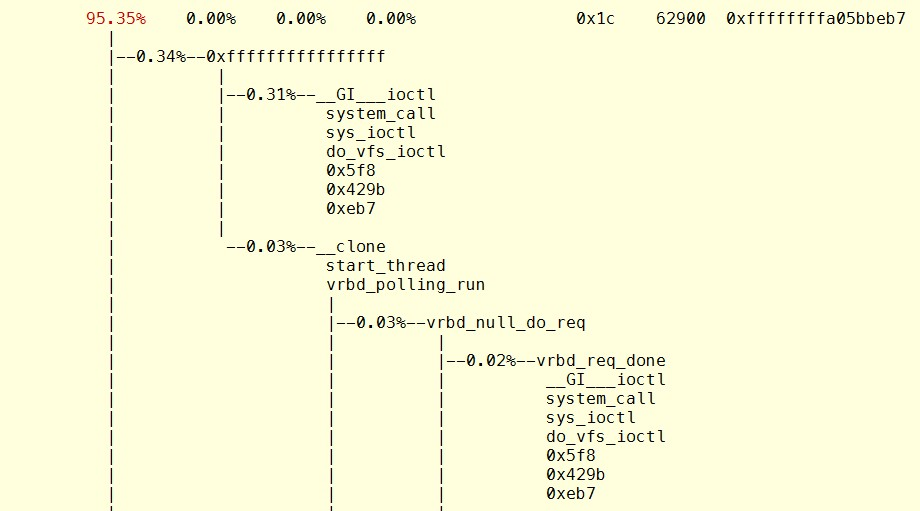 95.35% 0.00% 0.00% 0.00% 0x1c 62900 0xffffffffa05bbeb7
|
|--0.34%--0xffffffffffffffff
| |
| |--0.31%--__GI___ioctl
| | system_call
| | sys_ioctl
| | do_vfs_ioctl
| | 0x5f8
| | 0x429b
| | 0xeb7
| |
| --0.03%--__clone
| start_thread
| vrbd_polling_run
| |
| |--0.03%--vrbd_null_do_req
| | |
| | |--0.02%--vrbd_req_done
| | | __GI___ioctl
| | | system_call
| | | sys_ioctl
| | | do_vfs_ioctl
| | | 0x5f8
| | | 0x429b
| | | 0xeb7
| | |